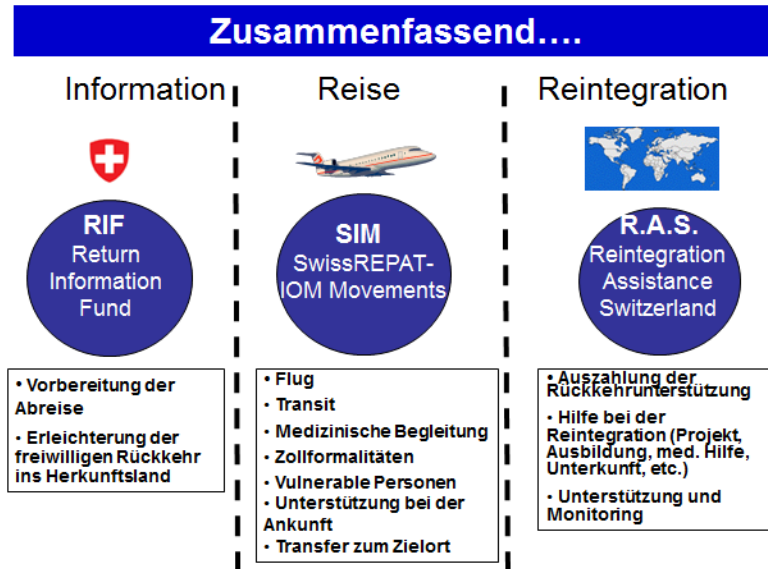 Zusammenfassend....
Information
RIF
Return
Information
Fund
• Vorbereitung der
Abreise
• Erleichterung der
freiwilligen Rückkehr
ins Herkunftsland
Reise
SIM
SwissREPAT-
IOM Movements
• Flug
• Transit
• Medizinische Begleitung
• Zollformalitäten
• Vulnerable Personen
• Unterstützung bei der
Ankunft
• Transfer zum Zielort
Reintegration
R.A.S.
Reintegration
Assistance
Switzerland
• Auszahlung der
Rückkehrunterstützung
• Hilfe bei der
Reintegration (Projekt,
Ausbildung, med. Hilfe,
Unterkunft, etc.)
• Unterstützung und
Monitoring